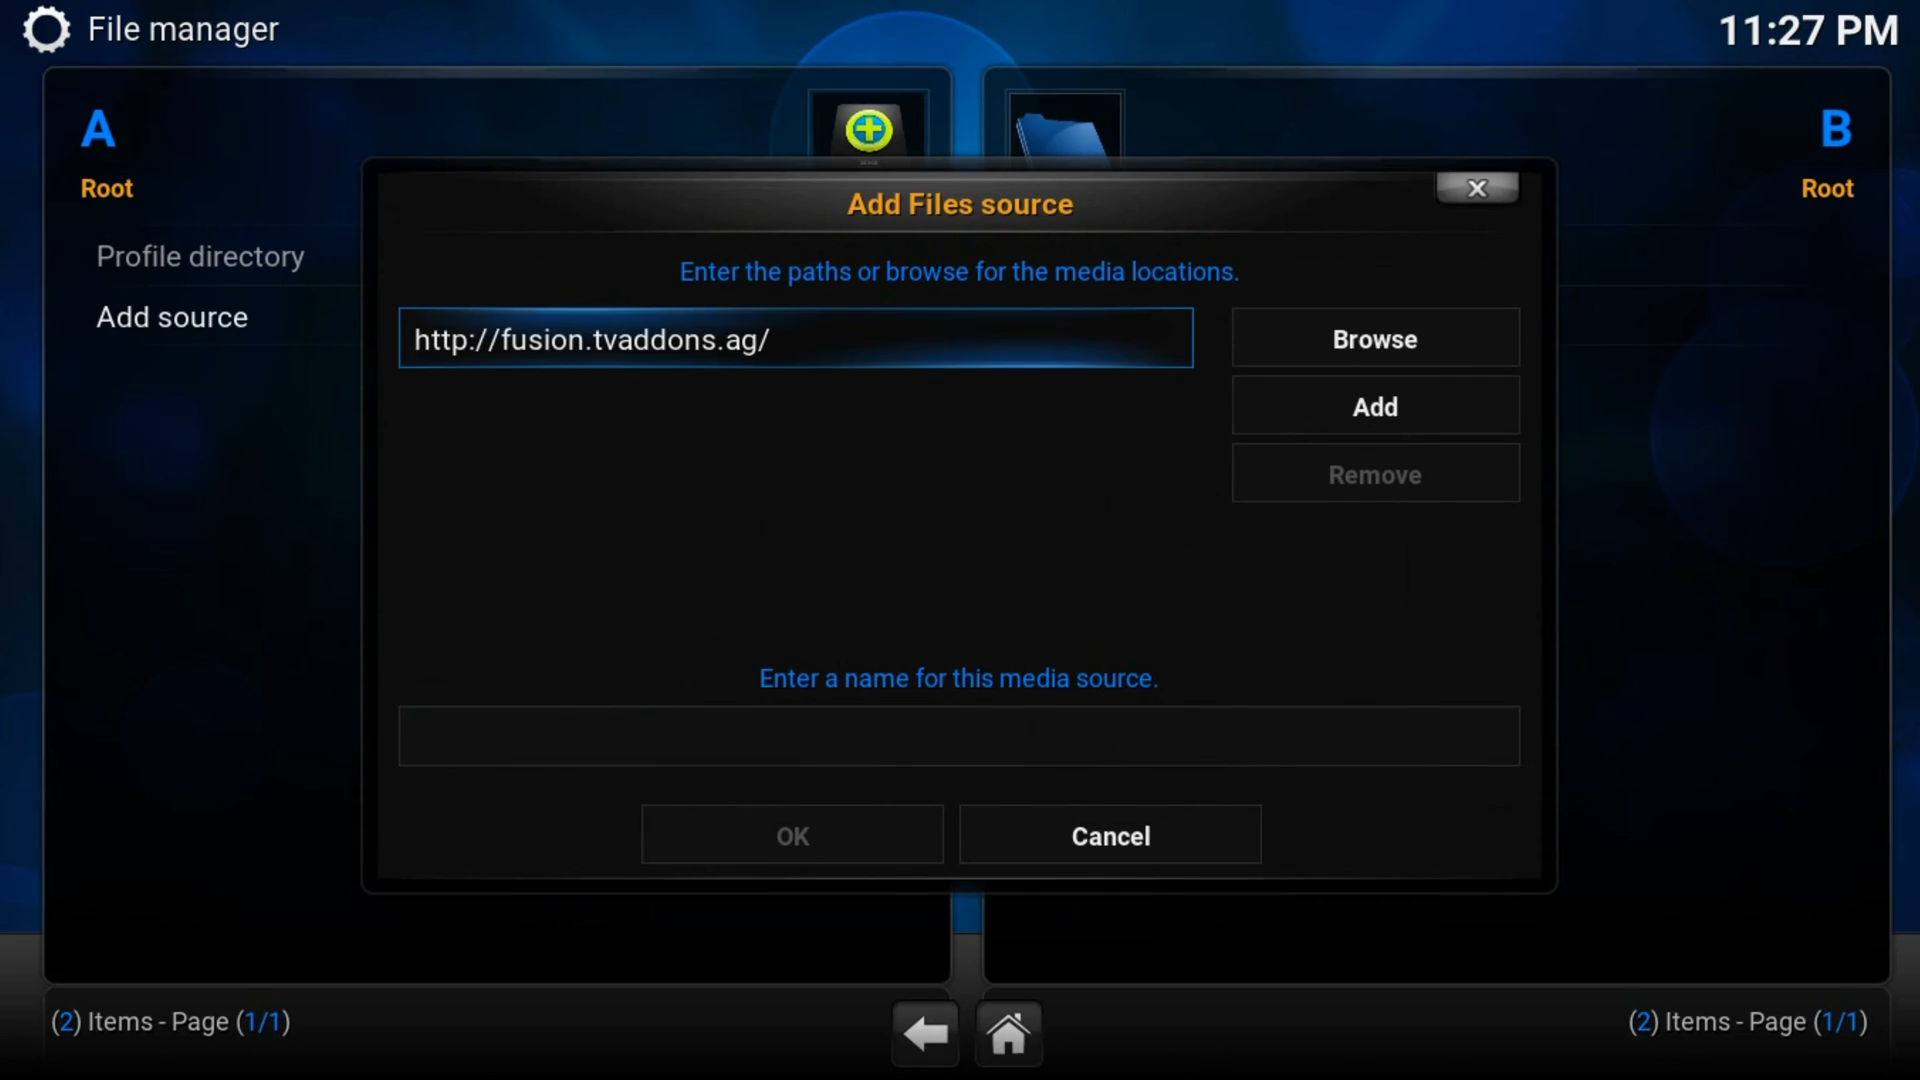 File manager
11:27 PM
A
B
Root
Root
Profile directory
Add source
Add Files source
X
Enter the paths or browse for the media locations.
http://fusion.tvaddons.ag/
Browse
Add
Remove
Enter a name for this media source.
OK
Cancel
(2) Items - Page (1/1)
(2) Items - Page (1/1)